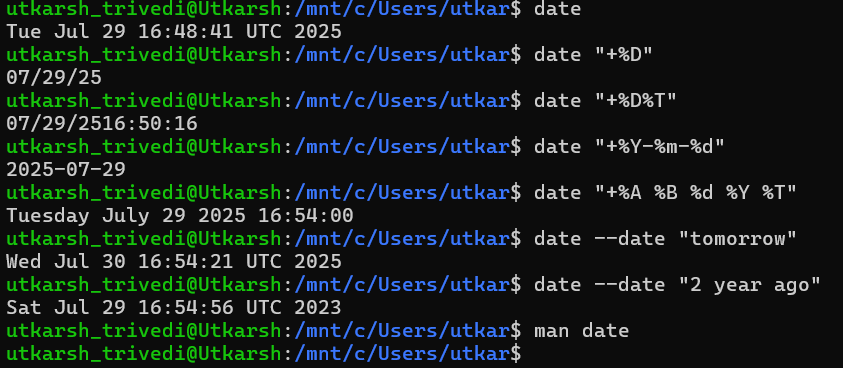 utkarsh_trivedi@Utkarsh:/mnt/c/Users/utkar$ date
Tue Jul 29 16:48:41 UTC 2025
utkarsh_trivedi@Utkarsh:/mnt/c/Users/utkar$ date "+%D"
07/29/25
utkarsh_trivedi@Utkarsh:/mnt/c/Users/utkar$ date "+%D%T"
07/29/2516:50:16
utkarsh_trivedi@Utkarsh:/mnt/c/Users/utkar$ date "+%Y-%m-%d"
2025-07-29
utkarsh_trivedi@Utkarsh:/mnt/c/Users/utkar$ date "+%A %B %d %Y %T"
Tuesday July 29 2025 16:54:00
utkarsh_trivedi@Utkarsh:/mnt/c/Users/utkar$ date --date "tomorrow"
Wed Jul 30 16:54:21 UTC 2025
utkarsh_trivedi@Utkarsh:/mnt/c/Users/utkar$ date --date "2 year ago"
Sat Jul 29 16:54:56 UTC 2023
utkarsh_trivedi@Utkarsh:/mnt/c/Users/utkar$ man date
utkarsh_trivedi@Utkarsh:/mnt/c/Users/utkar$